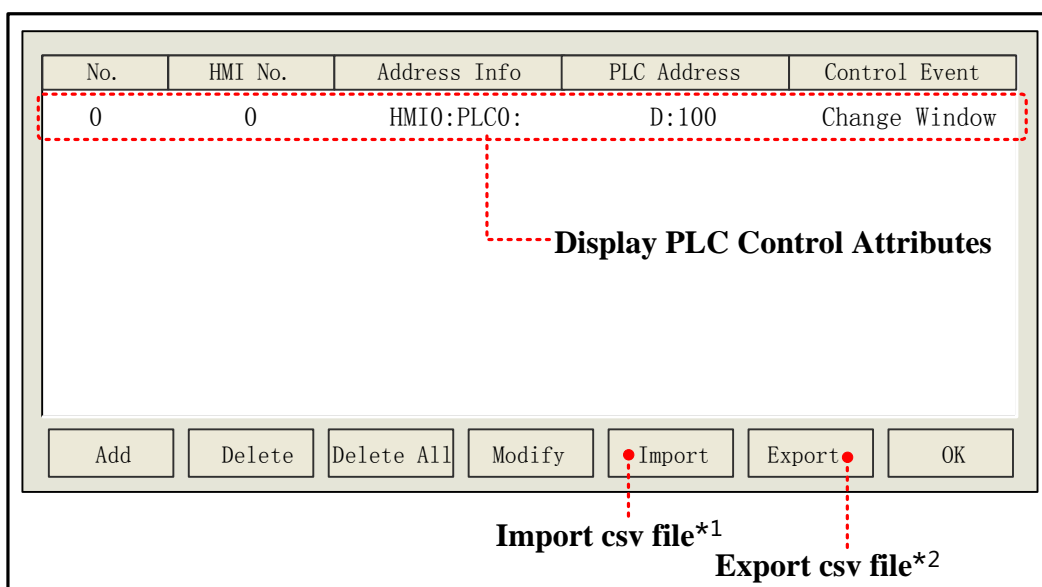 No. HMI No. Address Info PLC Address Control Event
0 0 HMI0:PLC0: D:100 Change Window
Display PLC Control Attributes
Add Delete Delete All Modify Import Export OK
Import csv file*1
Export csv file*2